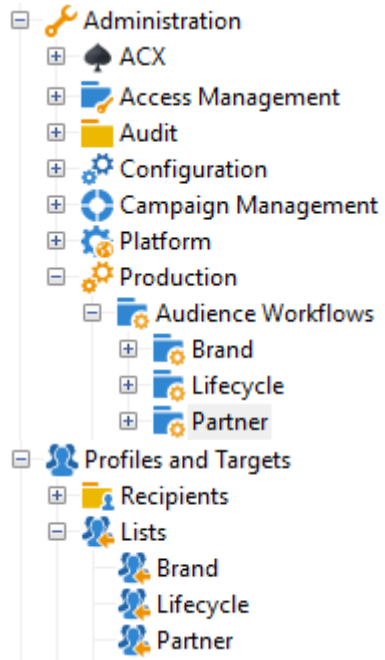 Administration
ACX
Access Management
Audit
Configuration
Campaign Management
Platform
Production
Audience Workflows
Brand
Lifecycle
Partner
Profiles and Targets
Recipients
Lists
Brand
Lifecycle
Partner